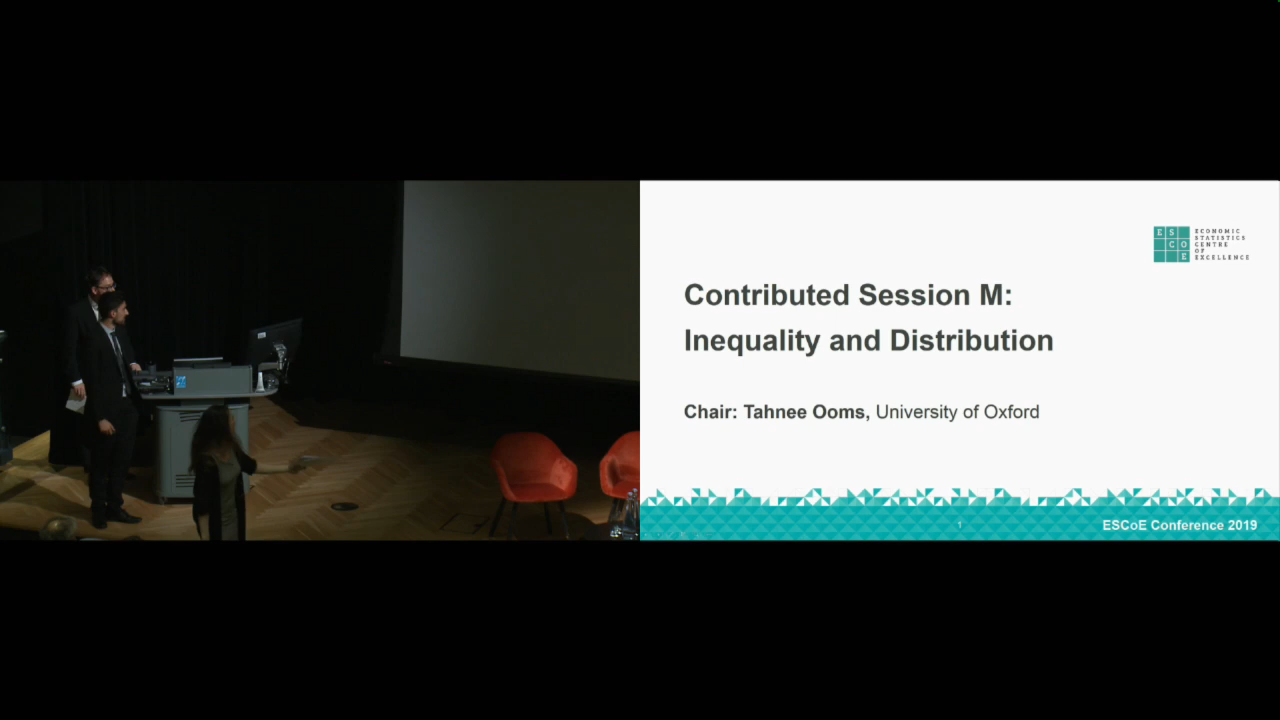 E S C O E
ECONOMIC
STATISTICS
CENTRE
OF
EXCELLENCE
Contributed Session M:
Inequality and Distribution
Chair: Tahnee Ooms, University of Oxford
1
ESCoE Conference 2019